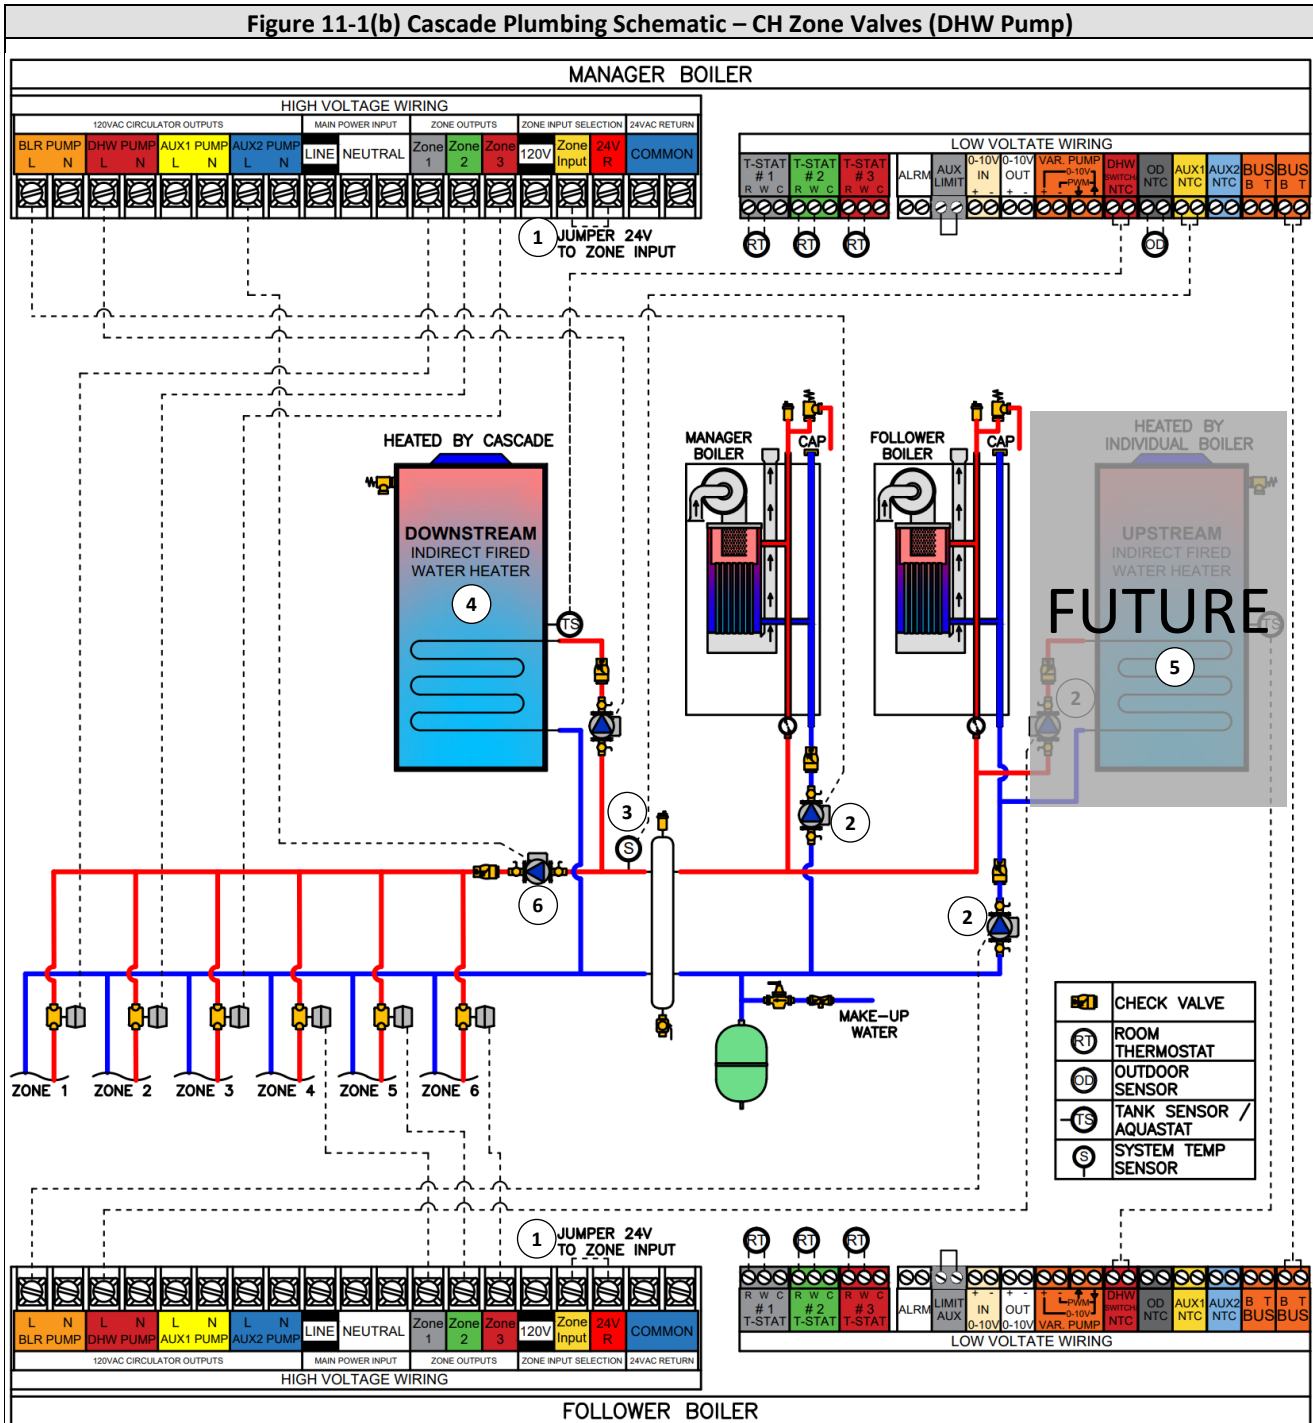 Figure 11-1(b) Cascade Plumbing Schematic – CH Zone Valves (DHW Pump)
MANAGER BOILER
HIGH VOLTAGE WIRING
120VAC CIRCULATOR OUTPUTS MAIN POWER INPUT ZONE OUTPUTS ZONE INPUT SELECTION 24VAC RETURN
BLR PUMP DHW PUMP AUX1 PUMP AUX2 PUMP LINE NEUTRAL Zone 1 Zone 2 Zone 3 120V Zone Input 24V R COMMON
L N L N L N L N
LOW VOLTATE WIRING
T-STAT # 1 T-STAT # 2 T-STAT # 3 ALRM AUX LIMIT 0-10V IN 0-10V OUT VAR. PUMP 0-10V PWM DHW SWITCH/ NTC OD NTC AUX1 NTC AUX2 NTC BUS BUS
R W C R W C R W C + - + - + - B T B T
1 JUMPER 24V
TO ZONE INPUT
RT RT RT OD
HEATED BY CASCADE
MANAGER
BOILER
CAP
FOLLOWER
BOILER
CAP
HEATED BY
INDIVIDUAL BOILER
DOWNSTREAM
INDIRECT FIRED
WATER HEATER
4
TS
UPSTREAM
INDIRECT FIRED
WATER HEATER
FUTURE
TS
5
2
3
S
2
6
2
MAKE-UP
WATER
ZONE 1 ZONE 2 ZONE 3 ZONE 4 ZONE 5 ZONE 6
CHECK VALVE
RT ROOM
THERMOSTAT
OD OUTDOOR
SENSOR
TS TANK SENSOR /
AQUASTAT
S SYSTEM TEMP
SENSOR
1 JUMPER 24V
TO ZONE INPUT
RT RT RT
L N L N L N L N
BLR PUMP DHW PUMP AUX1 PUMP AUX2 PUMP LINE NEUTRAL Zone 1 Zone 2 Zone 3 120V Zone Input 24V R COMMON
120VAC CIRCULATOR OUTPUTS MAIN POWER INPUT ZONE OUTPUTS ZONE INPUT SELECTION 24VAC RETURN
HIGH VOLTAGE WIRING
R W C R W C R W C + - + - + - B T B T
# 1 T-STAT # 2 T-STAT # 3 T-STAT ALRM LIMIT AUX IN 0-10V OUT 0-10V PWM 0-10V VAR. PUMP DHW SWITCH/ NTC OD NTC AUX1 NTC AUX2 NTC BUS BUS
LOW VOLTATE WIRING
FOLLOWER BOILER